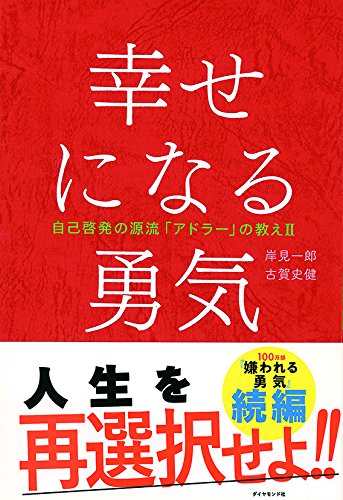 幸せ
になる
自己啓発の源流「アドラー」の教えⅡ
勇気
岸見一郎
古賀史健
人生を
再選択せよ!!
100万部
『嫌われる
勇気』
続編
ダイヤモンド社